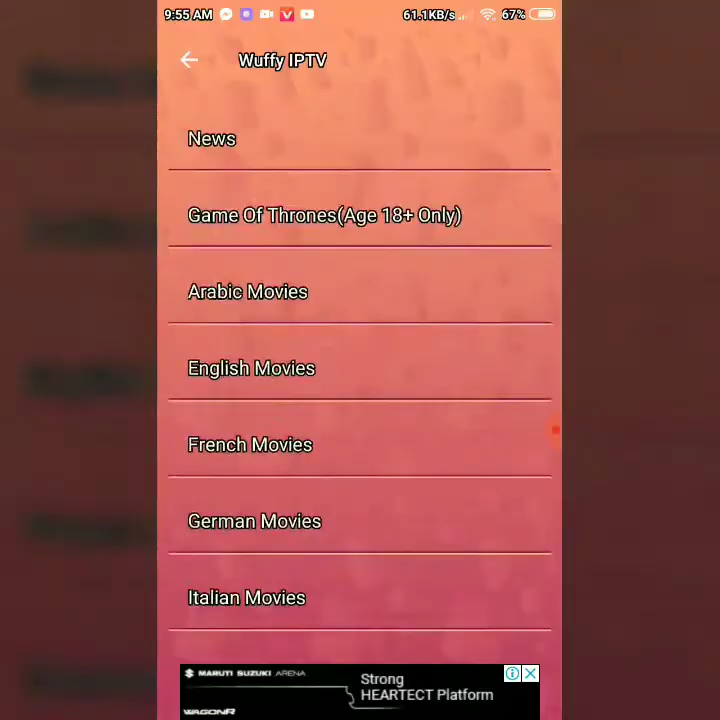 9:55 AM 61.1KB/s 67%
Wuffy IPTV
News
Game Of Thrones(Age 18+ Only)
Arabic Movies
English Movies
French Movies
German Movies
Italian Movies
MARUTI SUZUKI ARENA
Strong
HEARTECT Platform
WAGONR